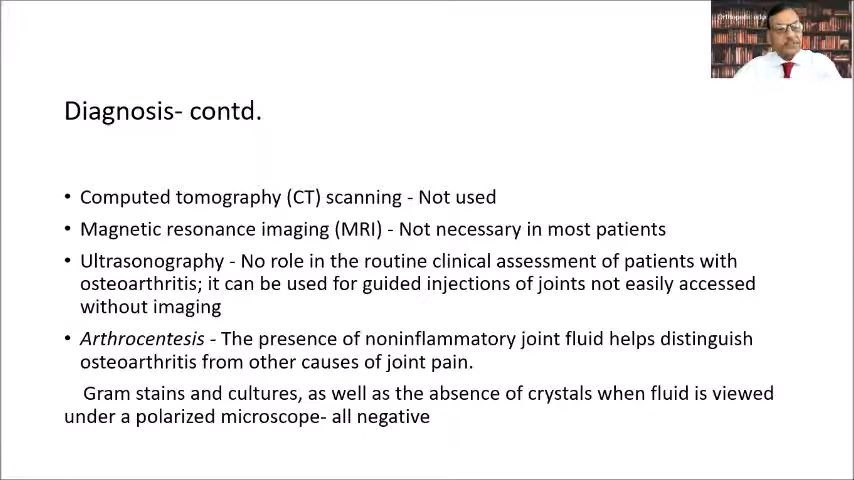 Diagnosis- contd.
• Computed tomography (CT) scanning - Not used
• Magnetic resonance imaging (MRI) - Not necessary in most patients
• Ultrasonography - No role in the routine clinical assessment of patients with
osteoarthritis; it can be used for guided injections of joints not easily accessed
without imaging
• Arthrocentesis - The presence of noninflammatory joint fluid helps distinguish
osteoarthritis from other causes of joint pain.
Gram stains and cultures, as well as the absence of crystals when fluid is viewed
under a polarized microscope- all negative